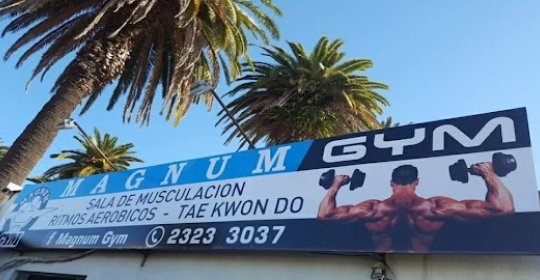 MAGNUM GYM
SALA DE MUSCULACION
RITMOS AEROBICOS - TAE KWON DO
f Magnum Gym 2323 3037